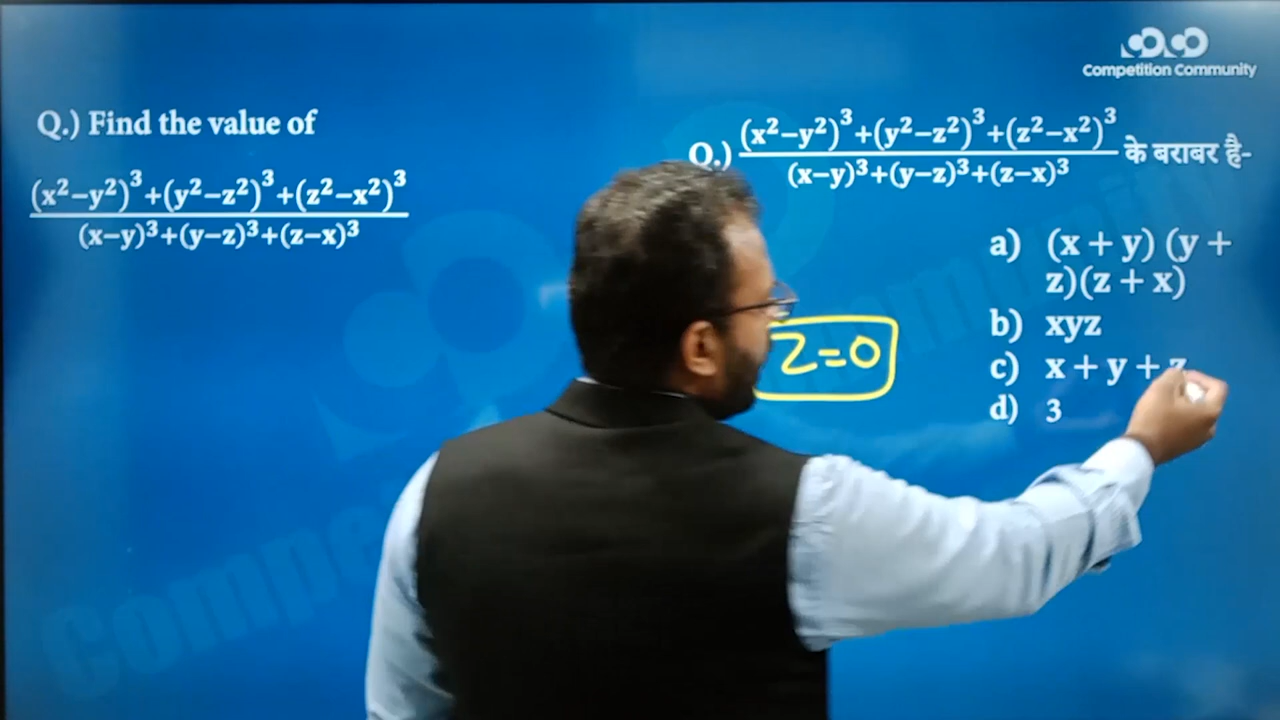 Competition Community
Q.) Find the value of
(x²−y²)³+(y²−z²)³+(z²−x²)³
(x−y)³+(y−z)³+(z−x)³
Q.) (x²−y²)³+(y²−z²)³+(z²−x²)³ के बराबर है-
(x−y)³+(y−z)³+(z−x)³
a) (x + y) (y +
z)(z + x)
b) xyz
c) x + y + z
d) 3
z=0